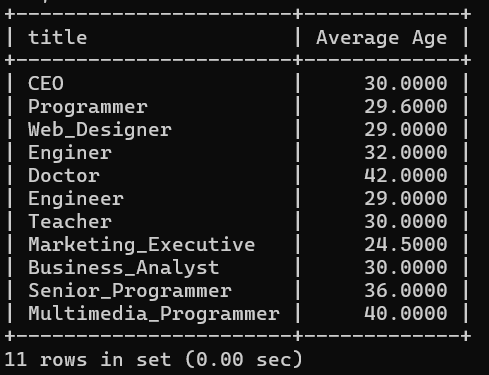 +----------------------+-------------+
| title                | Average Age |
+----------------------+-------------+
| CEO                  |     30.0000 |
| Programmer           |     29.6000 |
| Web_Designer         |     29.0000 |
| Enginer              |     32.0000 |
| Doctor               |     42.0000 |
| Engineer             |     29.0000 |
| Teacher              |     30.0000 |
| Marketing_Executive  |     24.5000 |
| Business_Analyst     |     30.0000 |
| Senior_Programmer    |     36.0000 |
| Multimedia_Programmer |     40.0000 |
+----------------------+-------------+
11 rows in set (0.00 sec)